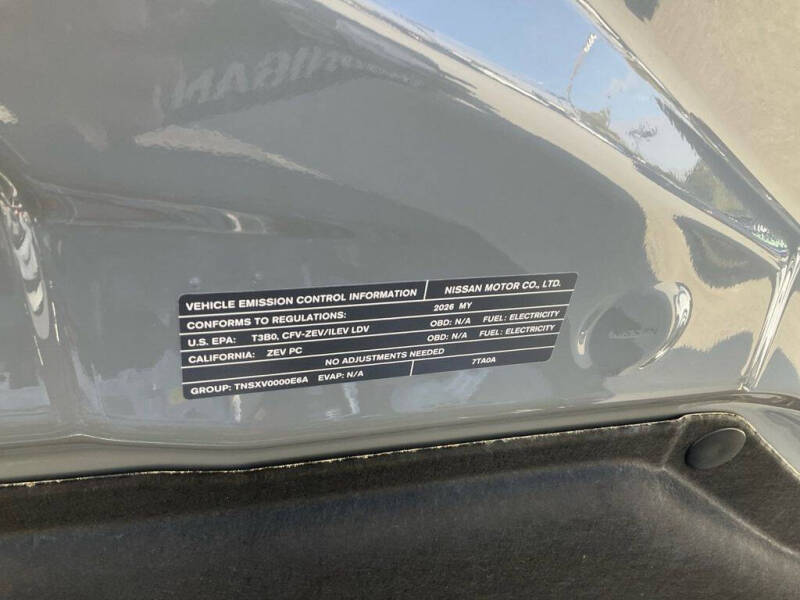 VEHICLE EMISSION CONTROL INFORMATION NISSAN MOTOR CO., LTD.
CONFORMS TO REGULATIONS: 2026 MY
U.S. EPA: T3B0, CFV-ZEV/ILEV LDV OBD: N/A FUEL: ELECTRICITY
CALIFORNIA: ZEV PC OBD: N/A FUEL: ELECTRICITY
NO ADJUSTMENTS NEEDED
GROUP: TNSXV0000E6A EVAP: N/A 7TA0A